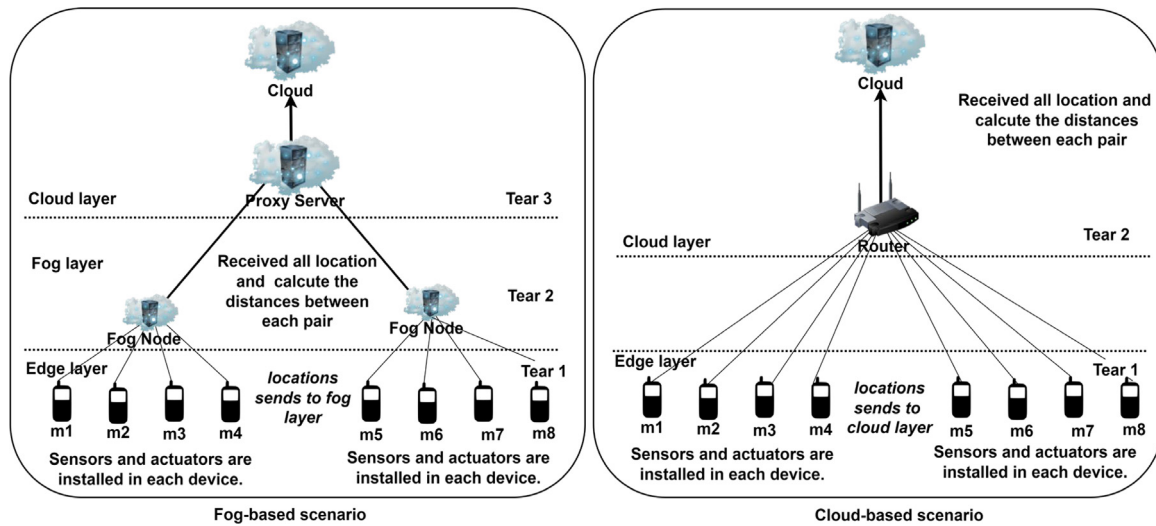 Cloud
Proxy Server
Cloud layer
Tear 3
Fog layer
Received all location
and calcute the
distances between
each pair
Tear 2
Fog Node
Fog Node
Edge layer
Tear 1
locations
sends to fog
layer
m1
m2
m3
m4
m5
m6
m7
m8
Sensors and actuators are
installed in each device.
Sensors and actuators are
installed in each device.
Fog-based scenario
Cloud
Received all location and
calcute the distances
between each pair
Router
Cloud layer
Tear 2
Edge layer
Tear 1
locations
sends to
cloud layer
m1
m2
m3
m4
m5
m6
m7
m8
Sensors and actuators are
installed in each device.
Sensors and actuators are
installed in each device.
Cloud-based scenario